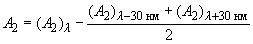 A₂ = (A₂)λ − ((A₂)λ−30 нм + (A₂)λ+30 нм) / 2